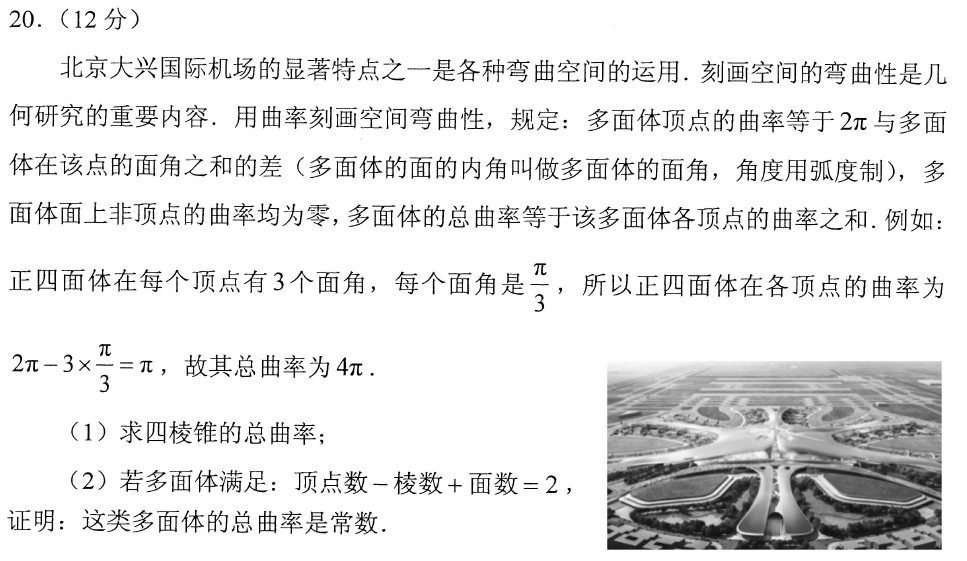 20.（12 分）
北京大兴国际机场的显著特点之一是各种弯曲空间的运用．刻画空间的弯曲性是几
何研究的重要内容．用曲率刻画空间弯曲性，规定：多面体顶点的曲率等于2π与多面
体在该点的面角之和的差（多面体的面的内角叫做多面体的面角，角度用弧度制），多
面体面上非顶点的曲率均为零，多面体的总曲率等于该多面体各顶点的曲率之和．例如：
正四面体在每个顶点有3个面角，每个面角是π/3，所以正四面体在各顶点的曲率为
2π−3×π/3=π，故其总曲率为4π．
（1）求四棱锥的总曲率；
（2）若多面体满足：顶点数−棱数+面数=2，
证明：这类多面体的总曲率是常数．